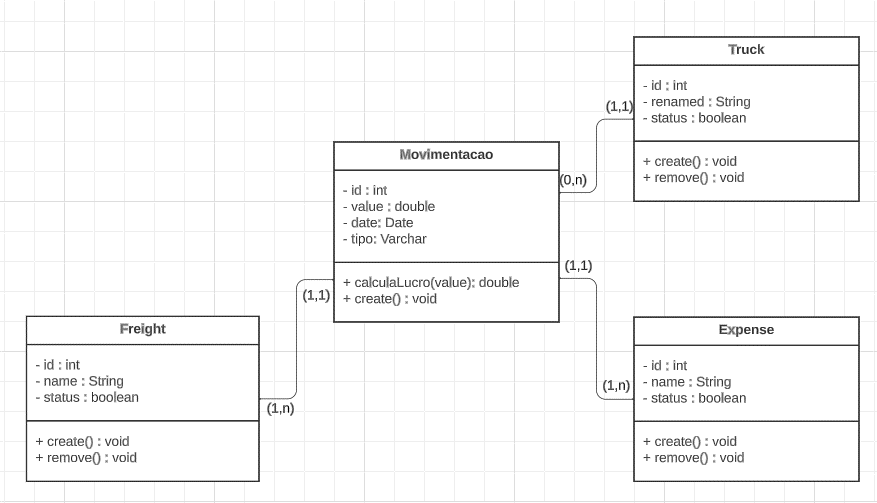 Truck
- id : int
- renamed : String
- status : boolean
+ create() : void
+ remove() : void
(1,1)
(0,n)
Movimentacao
- id : int
- value : double
- date: Date
- tipo: Varchar
+ calculaLucro(value): double
+ create() : void
(1,1)
(1,1)
Freight
- id : int
- name : String
- status : boolean
+ create() : void
+ remove() : void
(1,n)
(1,n)
Expense
- id : int
- name : String
- status : boolean
+ create() : void
+ remove() : void